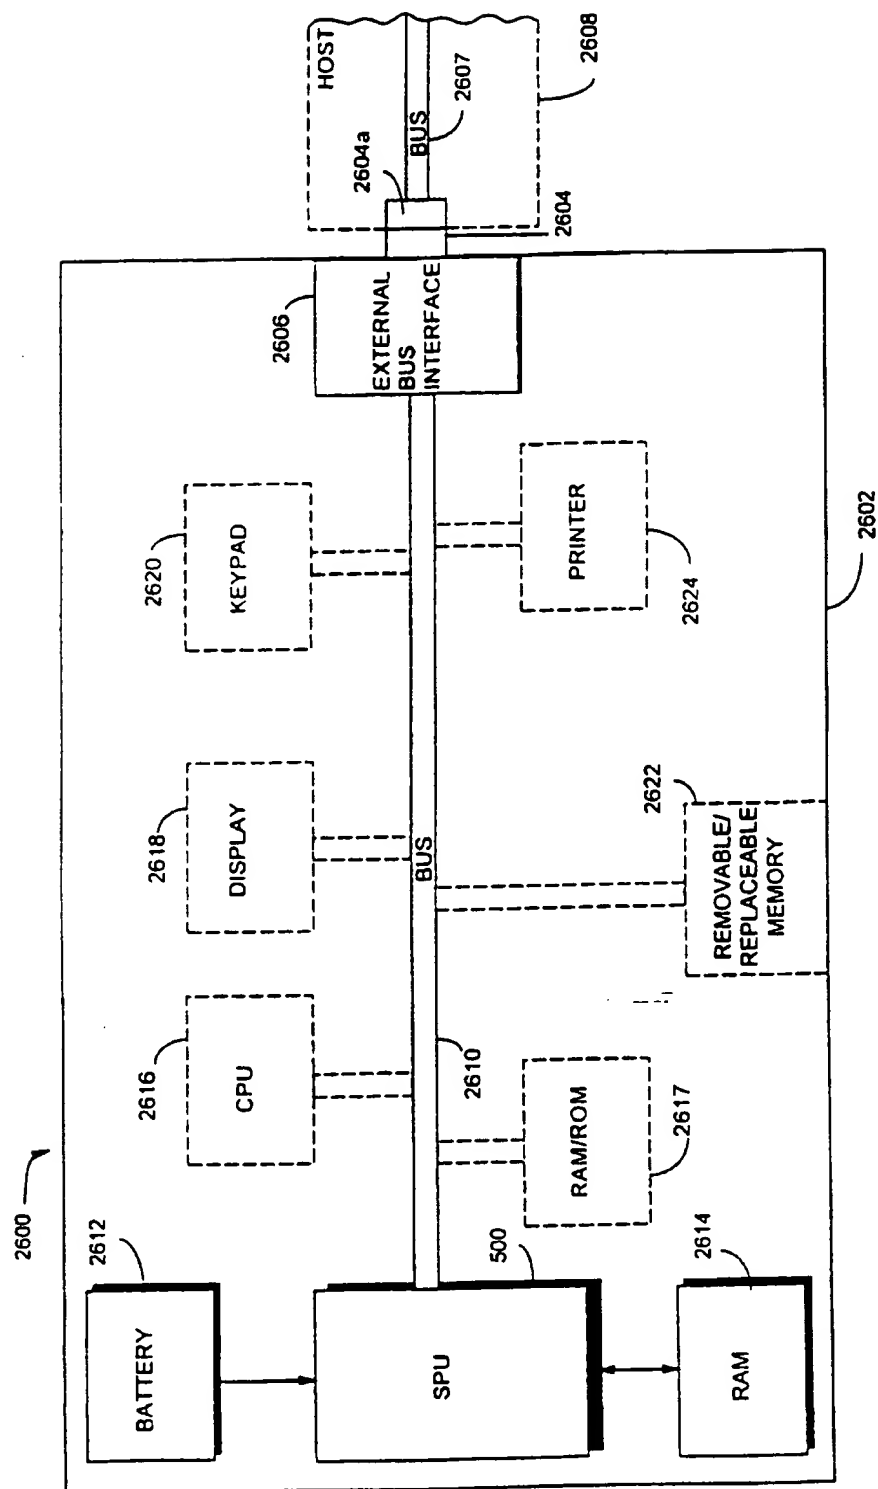 2600
BATTERY
2612
SPU
500
RAM
2614
CPU
2616
RAM/ROM
2617
BUS
2610
DISPLAY
2618
REMOVABLE/
REPLACEABLE
MEMORY
2622
KEYPAD
2620
PRINTER
2624
2602
EXTERNAL
BUS
INTERFACE
2606
2604
2604a
HOST
BUS
2607
2608